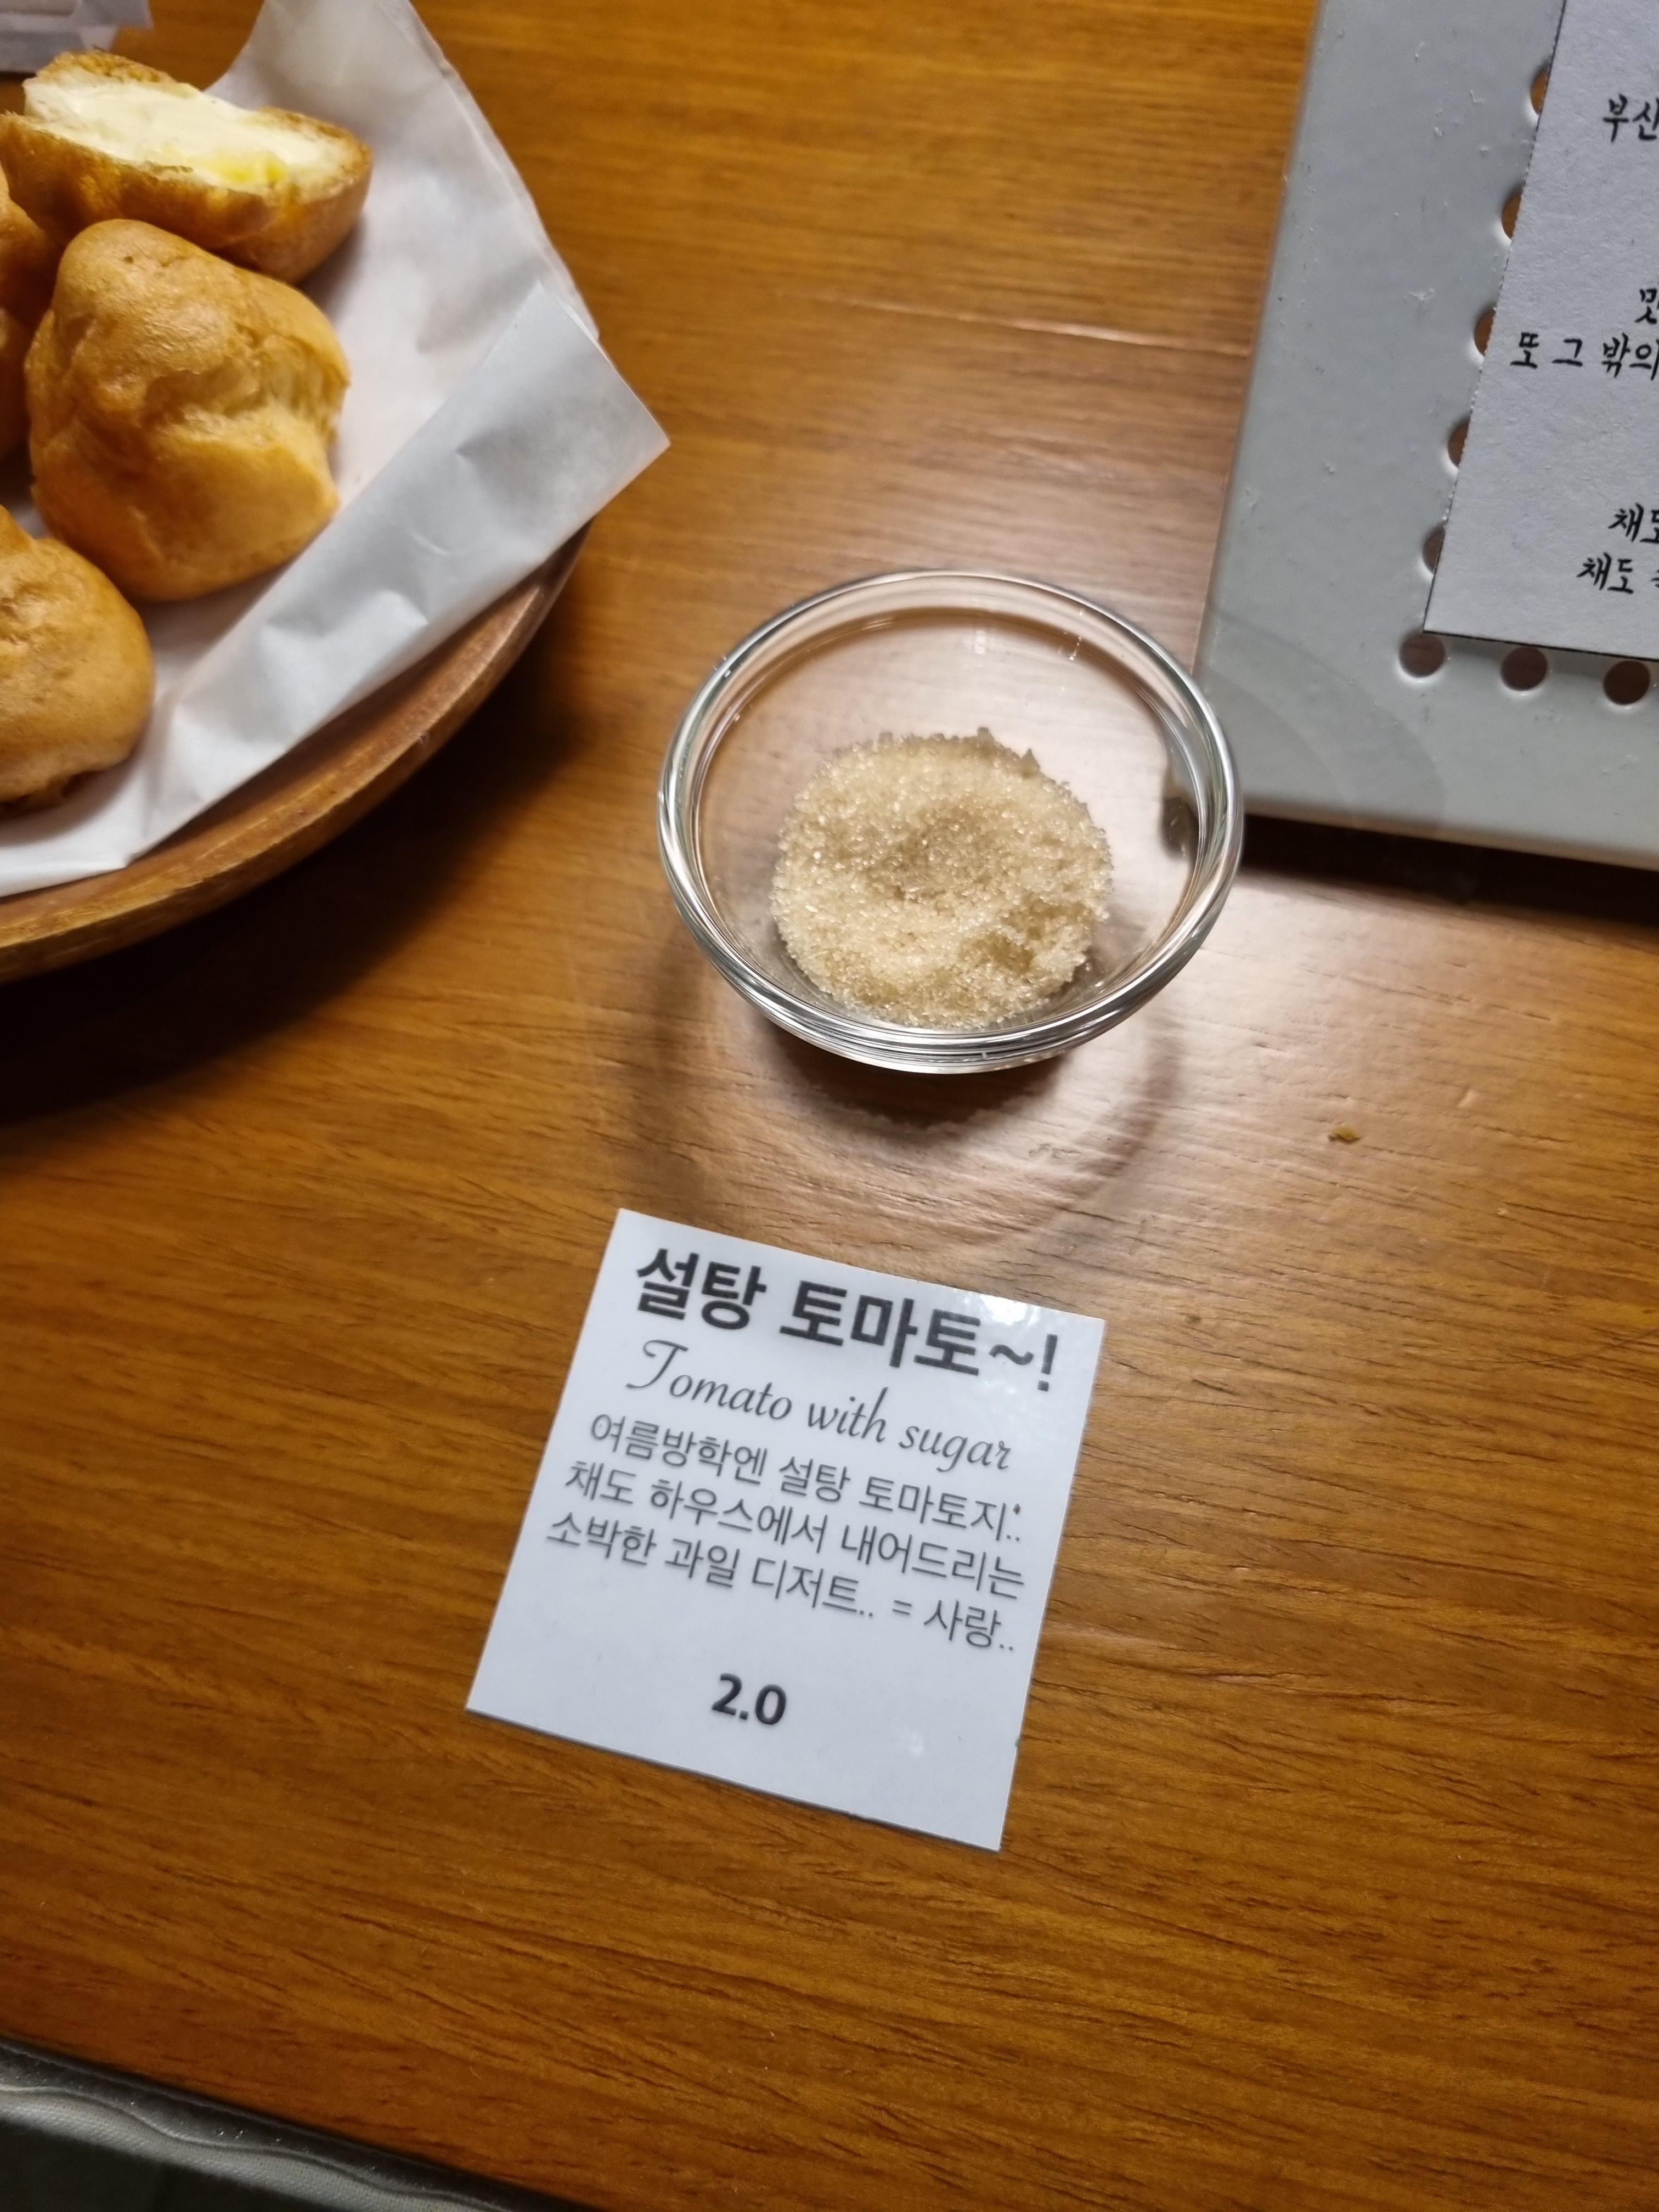 부산
또 그 밖의
채도
채도
설탕 토마토~!
Tomato with sugar
여름방학엔 설탕 토마토지..
채도 하우스에서 내어드리는
소박한 과일 디저트.. = 사랑..
2.0